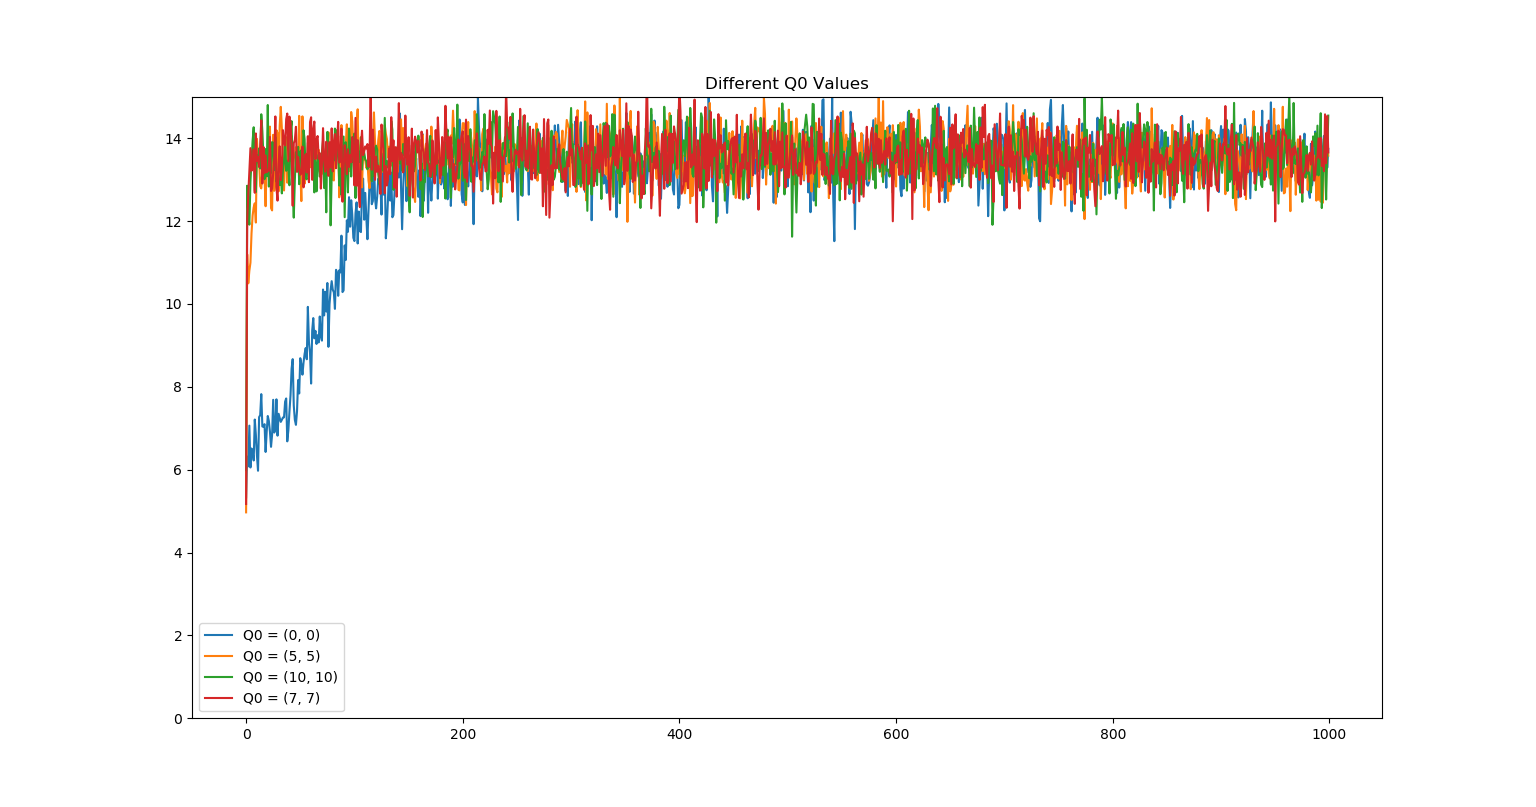 Different Q0 Values
14
12
10
8
6
4
2
0
Q0 = (0, 0)
Q0 = (5, 5)
Q0 = (10, 10)
Q0 = (7, 7)
0 200 400 600 800 1000